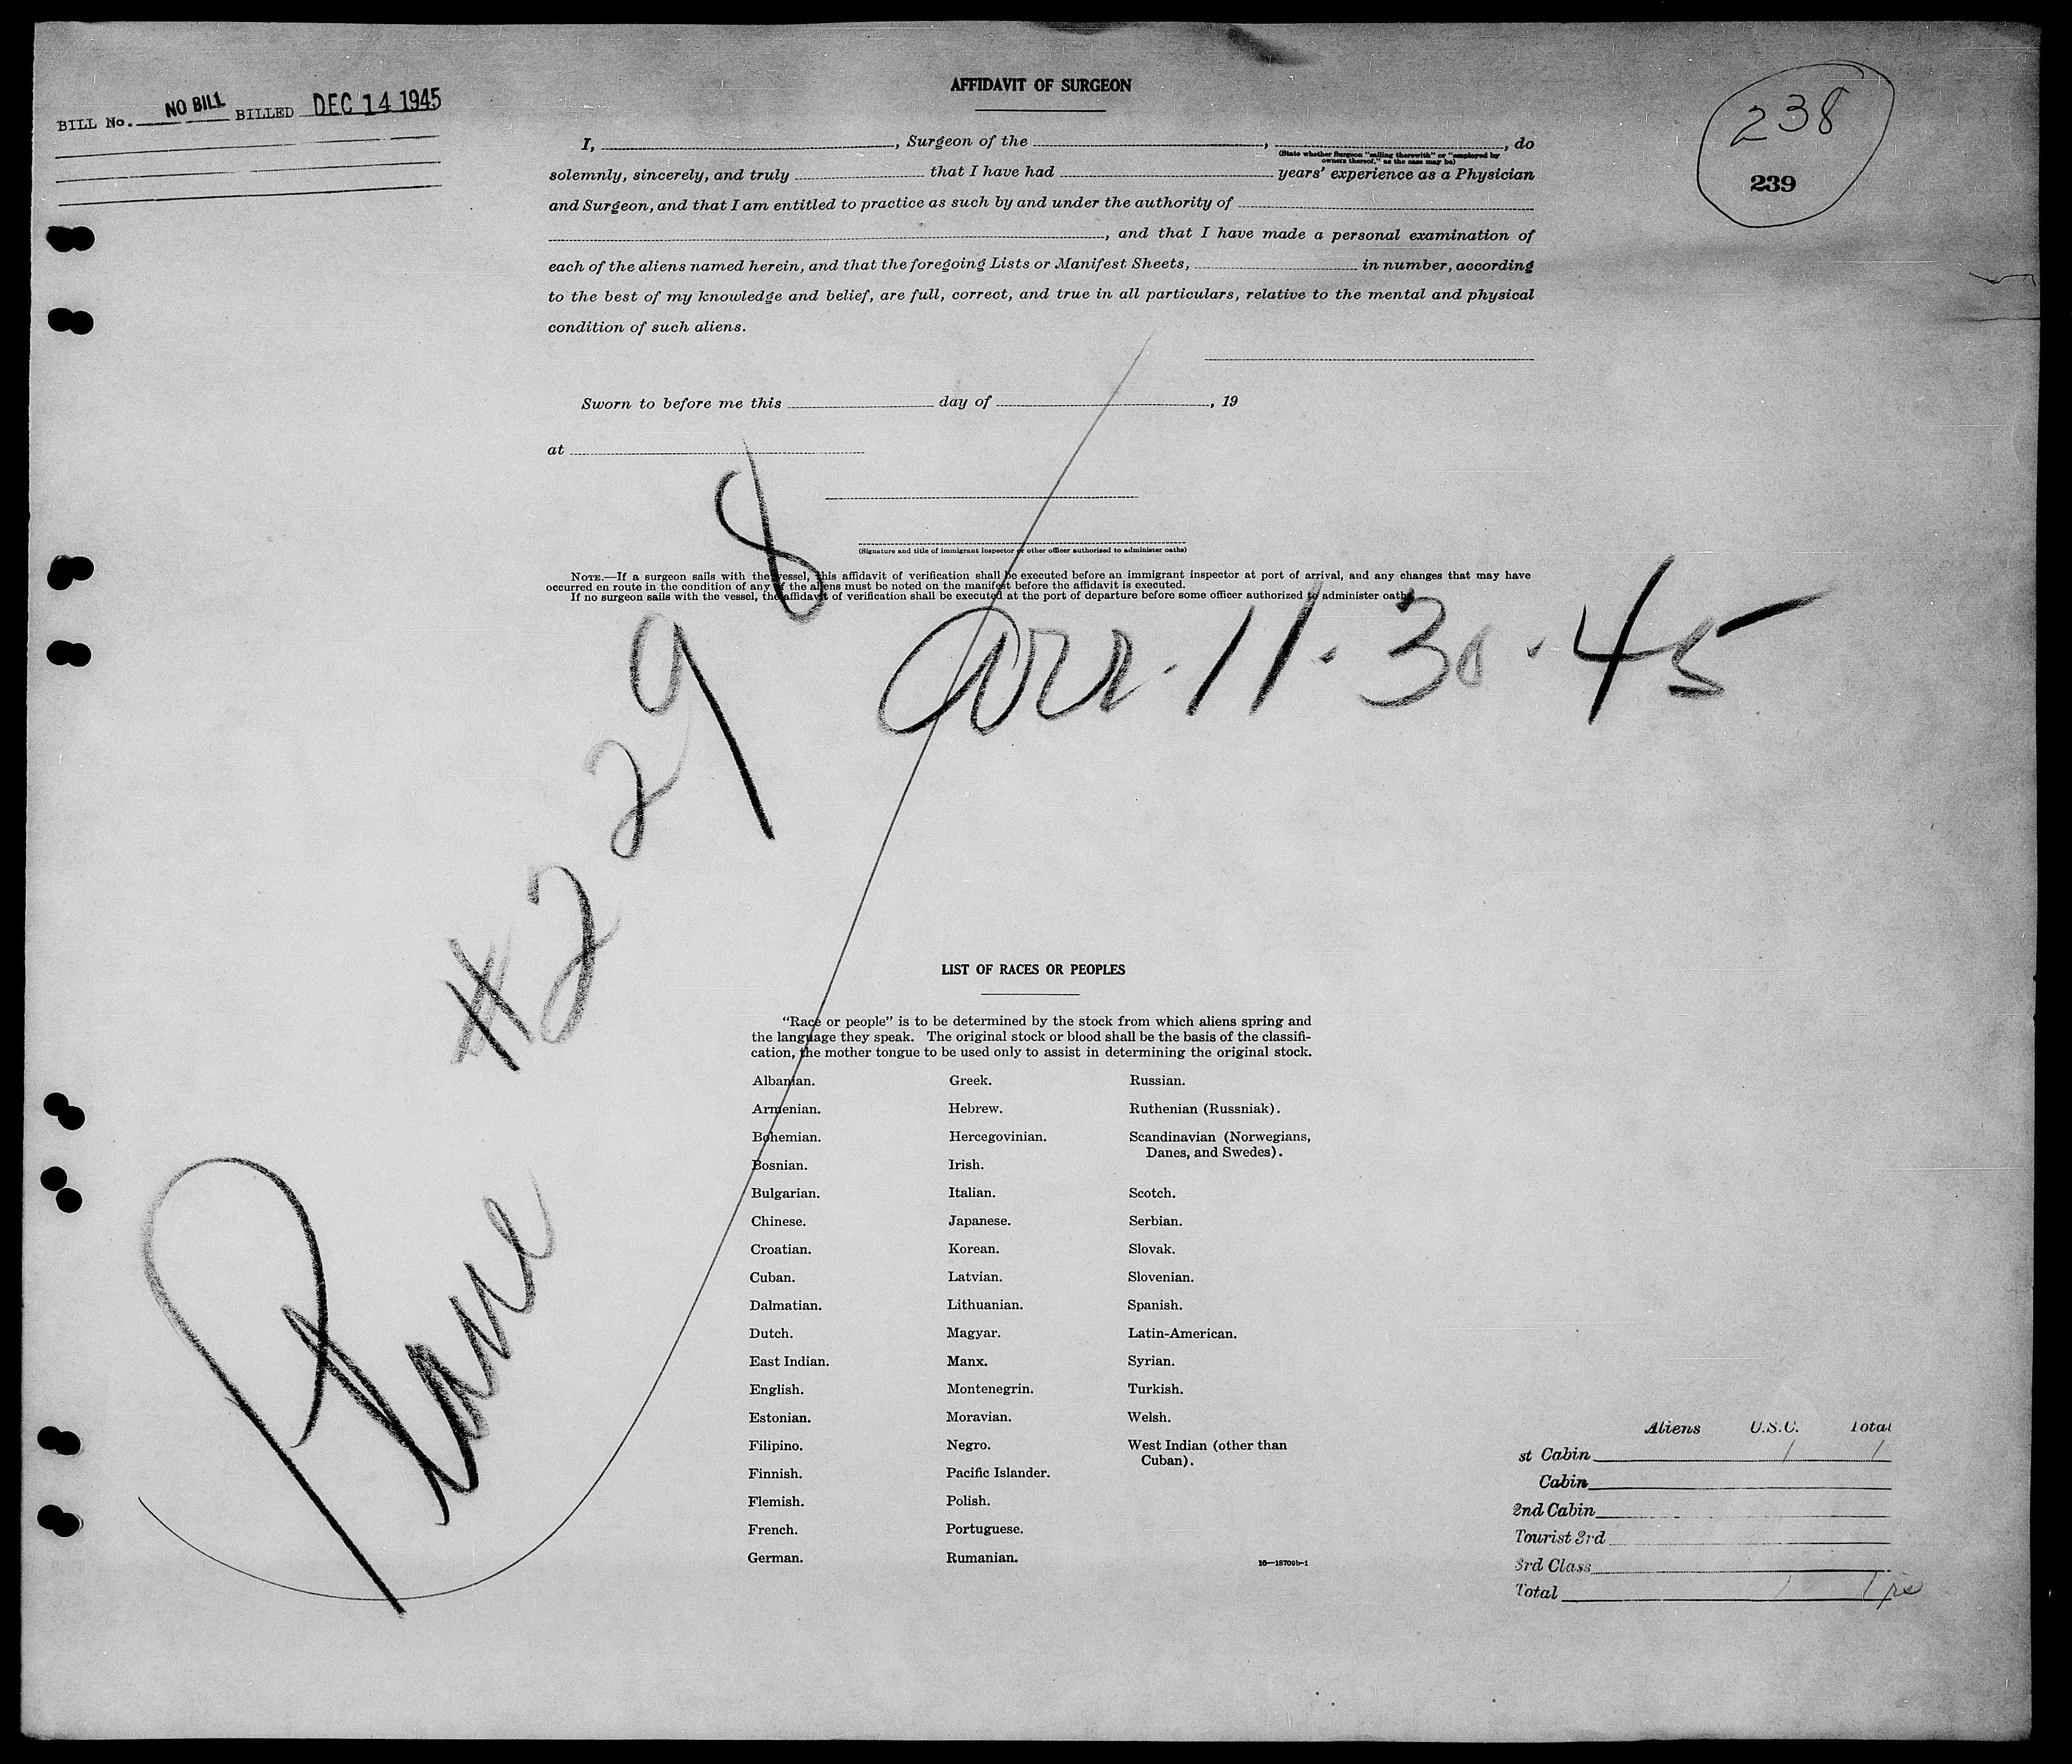 BILL No. NO BILL BILLED DEC 14 1945
AFFIDAVIT OF SURGEON
238
239
I, , Surgeon of the , , do
(State whether Surgeon "sailing therewith" or "employed by
owners thereof," as the case may be)
solemnly, sincerely, and truly that I have had years' experience as a Physician
and Surgeon, and that I am entitled to practice as such by and under the authority of
, and that I have made a personal examination of
each of the aliens named herein, and that the foregoing Lists or Manifest Sheets, in number, according
to the best of my knowledge and belief, are full, correct, and true in all particulars, relative to the mental and physical
condition of such aliens.
Sworn to before me this day of , 19
at
(Signature and title of immigrant inspector or other officer authorized to administer oaths)
NOTE.—If a surgeon sails with the vessel, this affidavit of verification shall be executed before an immigrant inspector at port of arrival, and any changes that may have
occurred en route in the condition of any of the aliens must be noted on the manifest before the affidavit is executed.
If no surgeon sails with the vessel, the affidavit of verification shall be executed at the port of departure before some officer authorized to administer oaths.
Arr. 11. 30. 45
Plane #2298
LIST OF RACES OR PEOPLES
"Race or people" is to be determined by the stock from which aliens spring and
the language they speak. The original stock or blood shall be the basis of the classifi-
cation, the mother tongue to be used only to assist in determining the original stock.
Albanian.
Armenian.
Bohemian.
Bosnian.
Bulgarian.
Chinese.
Croatian.
Cuban.
Dalmatian.
Dutch.
East Indian.
English.
Estonian.
Filipino.
Finnish.
Flemish.
French.
German.
Greek.
Hebrew.
Hercegovinian.
Irish.
Italian.
Japanese.
Korean.
Latvian.
Lithuanian.
Magyar.
Manx.
Montenegrin.
Moravian.
Negro.
Pacific Islander.
Polish.
Portuguese.
Rumanian.
Russian.
Ruthenian (Russniak).
Scandinavian (Norwegians,
Danes, and Swedes).
Scotch.
Serbian.
Slovak.
Slovenian.
Spanish.
Latin-American.
Syrian.
Turkish.
Welsh.
West Indian (other than
Cuban).
16—18700b-1
Aliens U.S.C. Total
st Cabin 1 1
Cabin
2nd Cabin
Tourist 3rd
3rd Class
Total 1 1